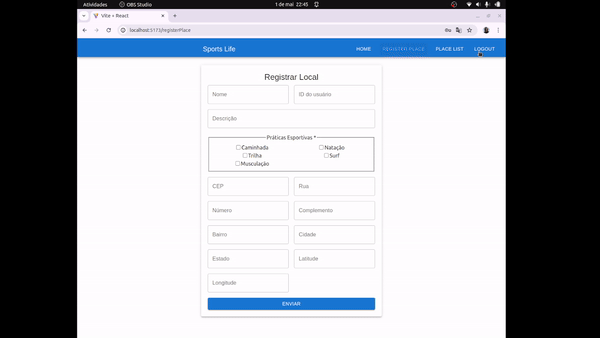 Atividades OBS Studio 1 de mai 22:45
Vite + React
localhost:5173/registerPlace
Sports Life HOME REGISTER PLACE PLACE LIST LOGOUT
Registrar Local
Nome ID do usuário
Descrição
Práticas Esportivas *
Caminhada Natação
Trilha Surf
Musculação
CEP Rua
Número Complemento
Bairro Cidade
Estado Latitude
Longitude
ENVIAR